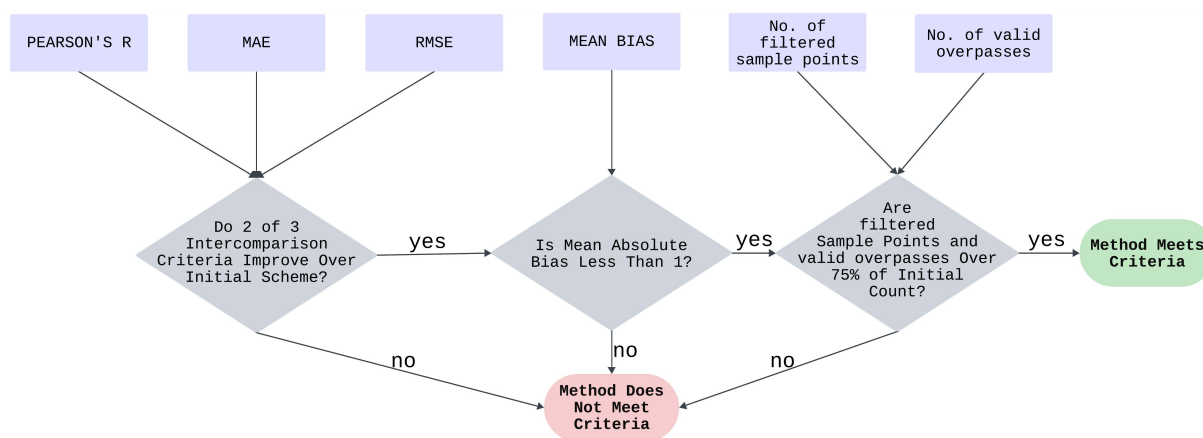 PEARSON'S R
MAE
RMSE
MEAN BIAS
No. of
filtered
sample points
No. of valid
overpasses
Do 2 of 3
Intercomparison
Criteria Improve Over
Initial Scheme?
yes
Is Mean Absolute
Bias Less Than 1?
yes
Are
filtered
Sample Points and
valid overpasses Over
75% of Initial
Count?
yes
Method Meets
Criteria
no
no
no
Method Does
Not Meet
Criteria